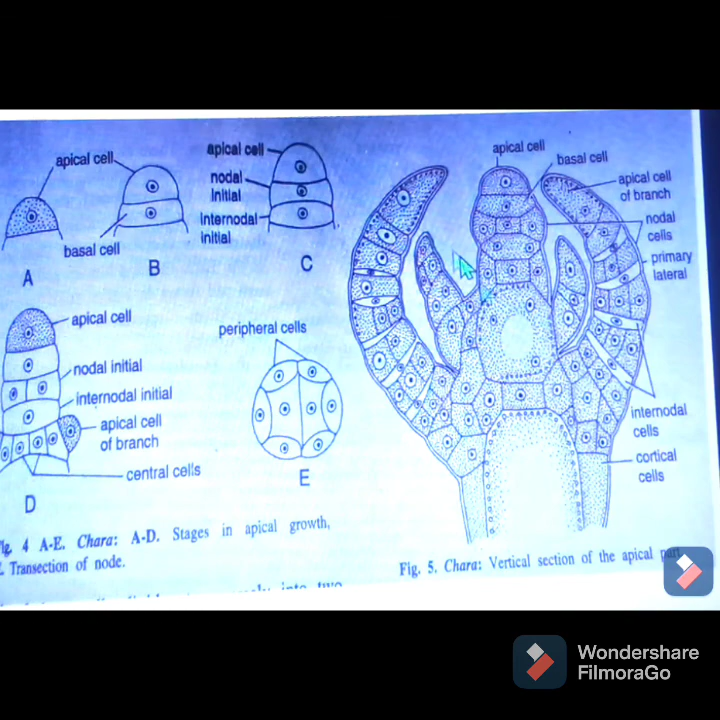 apical cell
basal cell
A
B
apical cell
nodal
initial
internodal
initial
C
apical cell
nodal initial
internodal initial
apical cell
of branch
central cells
D
peripheral cells
E
4 A-E. Chara: A-D. Stages in apical growth,
Transection of node.
apical cell
basal cell
apical cell
of branch
nodal
cells
primary
lateral
internodal
cells
cortical
cells
Fig. 5. Chara: Vertical section of the apical part
into two
Wondershare
FilmoraGo